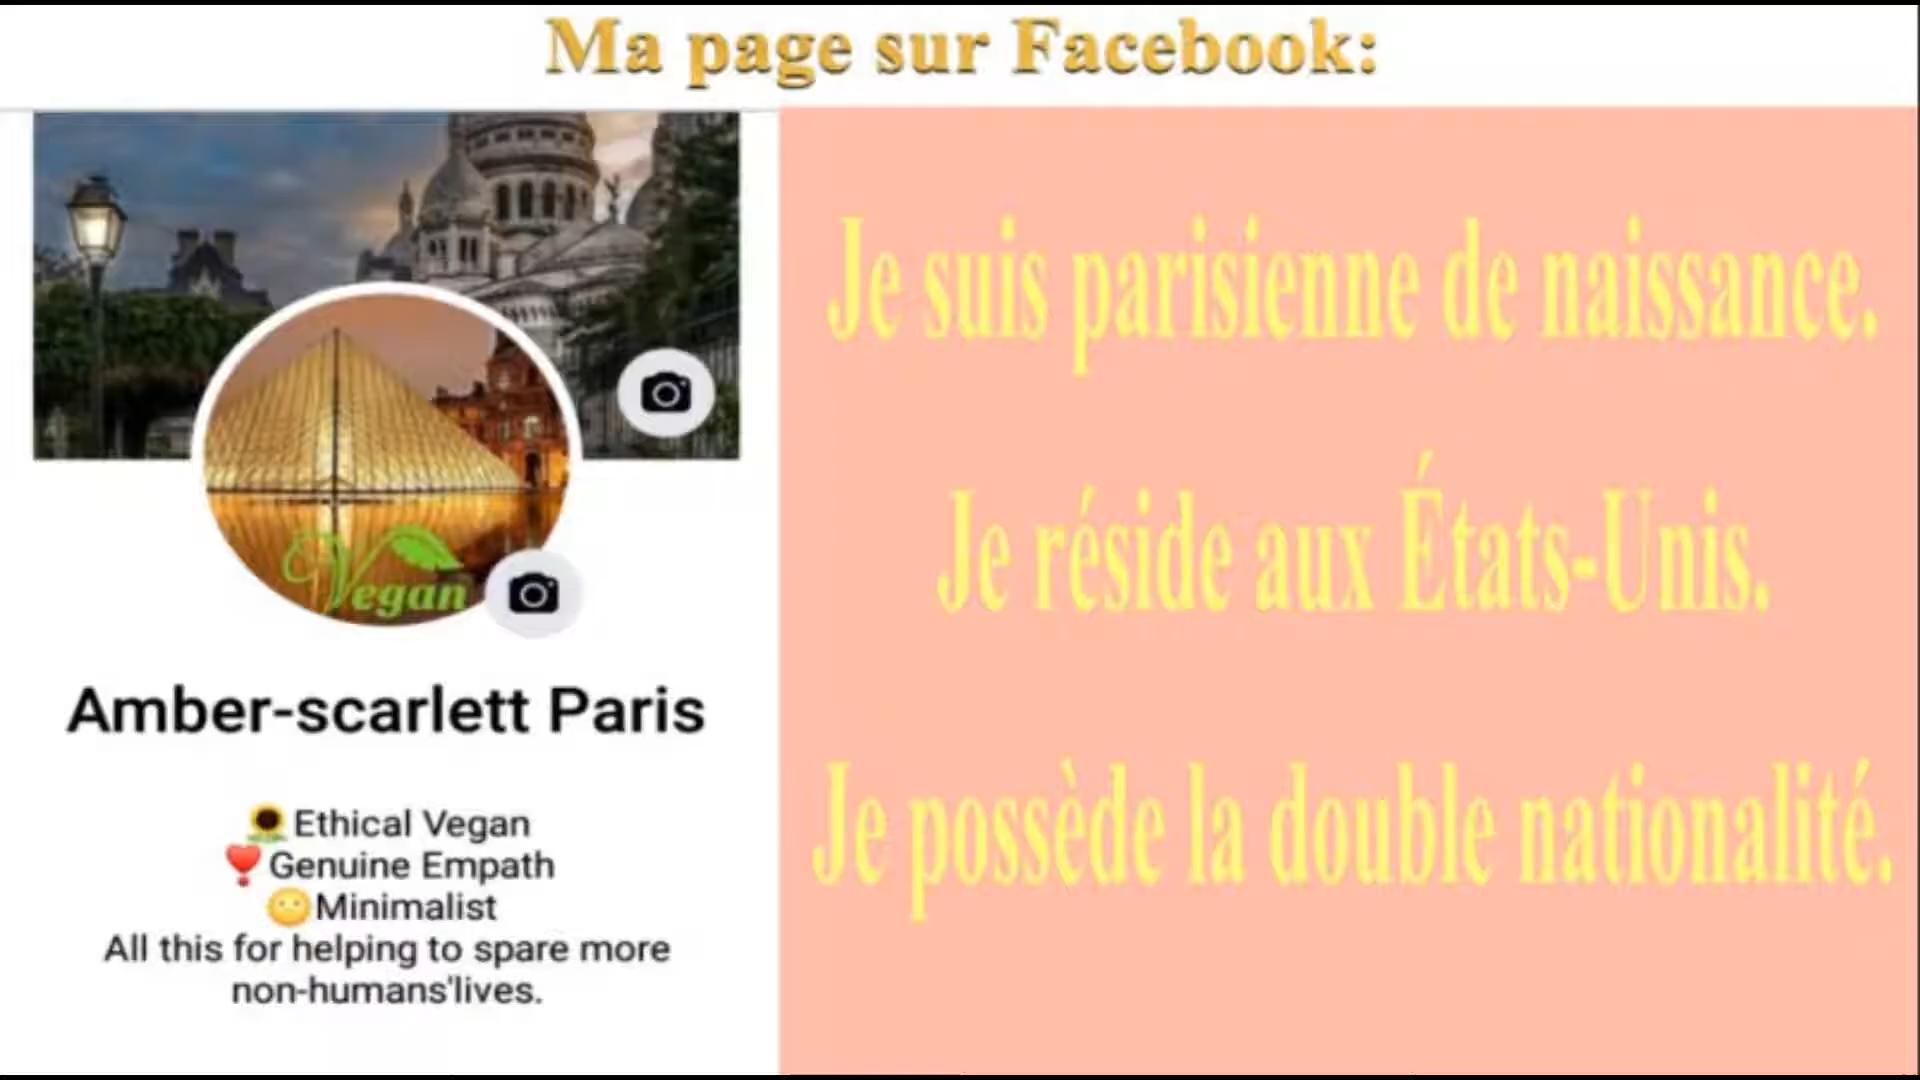 Ma page sur Facebook:
Vegan
Amber-scarlett Paris
Ethical Vegan
Genuine Empath
Minimalist
All this for helping to spare more
non-humans'lives.
Je suis parisienne de naissance.
Je réside aux États-Unis.
Je possède la double nationalité.